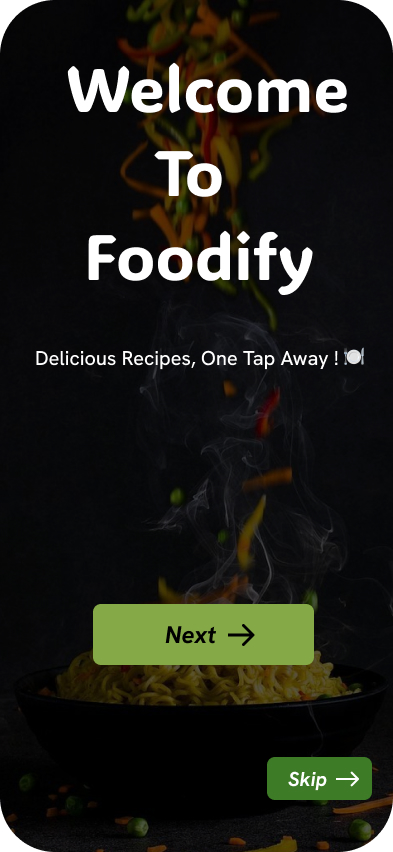 Welcome
To
Foodify
Delicious Recipes, One Tap Away ! 🍽️
Next →
Skip →